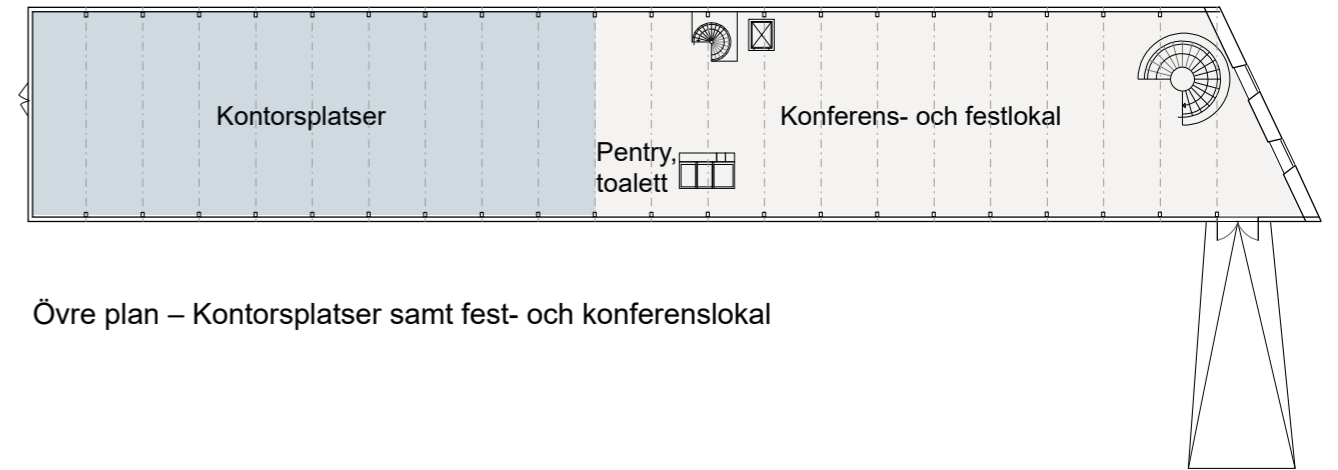 Kontorsplatser
Konferens- och festlokal
Pentry,
toalett
Övre plan – Kontorsplatser samt fest- och konferenslokal